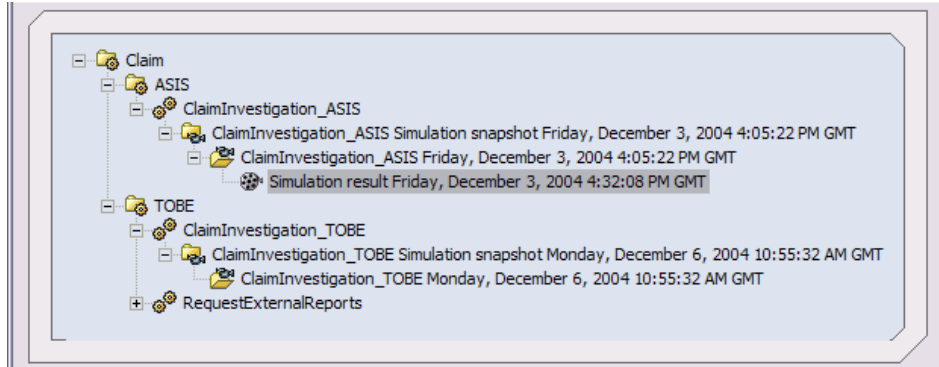 Claim
ASIS
ClaimInvestigation_ASIS
ClaimInvestigation_ASIS Simulation snapshot Friday, December 3, 2004 4:05:22 PM GMT
ClaimInvestigation_ASIS Friday, December 3, 2004 4:05:22 PM GMT
Simulation result Friday, December 3, 2004 4:32:08 PM GMT
TOBE
ClaimInvestigation_TOBE
ClaimInvestigation_TOBE Simulation snapshot Monday, December 6, 2004 10:55:32 AM GMT
ClaimInvestigation_TOBE Monday, December 6, 2004 10:55:32 AM GMT
RequestExternalReports